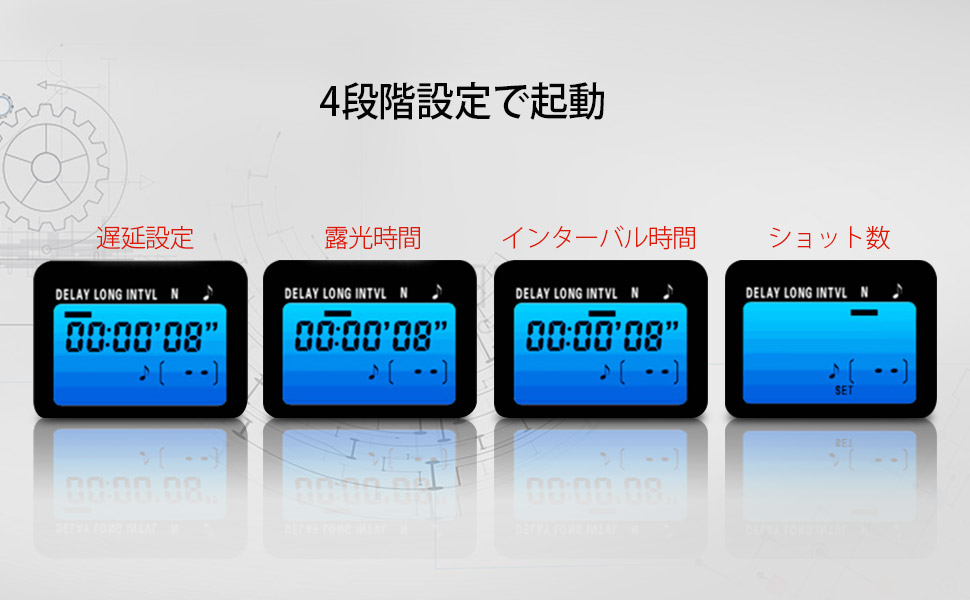 4段階設定で起動
遅延設定
DELAY LONG INTVL N ♪
00:00'08"
♪ [ --]
露光時間
DELAY LONG INTVL N ♪
00:00'08"
♪ [ --]
インターバル時間
DELAY LONG INTVL N ♪
00:00'08"
♪ [ --]
ショット数
DELAY LONG INTVL N ♪
♪ [ --]
SET